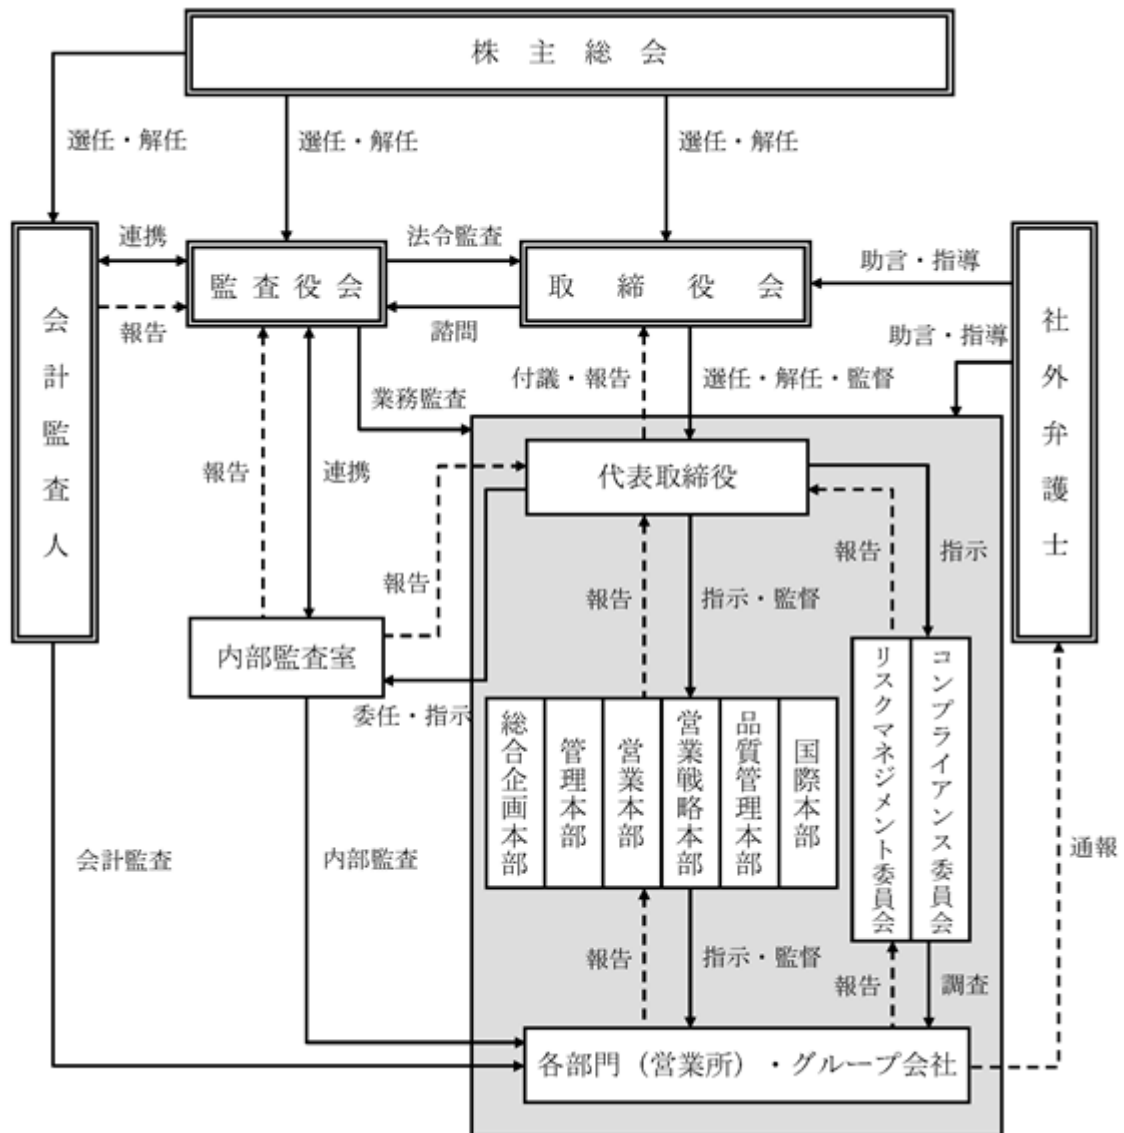 株主総会
選任・解任
選任・解任
選任・解任
連携
法令監査
監査役会
取締役会
助言・指導
報告
諮問
助言・指導
会計監査人
社外弁護士
付議・報告
選任・解任・監督
業務監査
報告
連携
代表取締役
報告
報告
指示・監督
報告
指示
内部監査室
委任・指示
総合企画本部
管理本部
営業本部
営業戦略本部
品質管理本部
国際本部
リスクマネジメント委員会
コンプライアンス委員会
会計監査
内部監査
通報
報告
指示・監督
報告
調査
各部門（営業所）・グループ会社